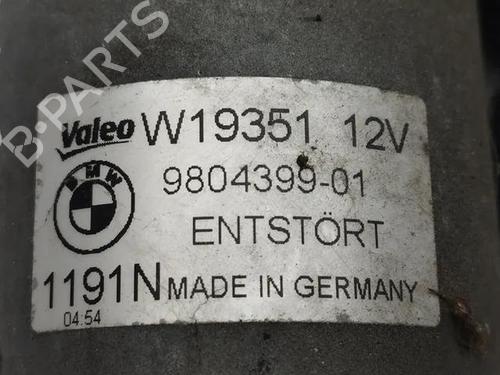 B-PARTS
Valeo W19351 12V
BMW
9804399-01
ENTSTÖRT
1191N MADE IN GERMANY
04:54